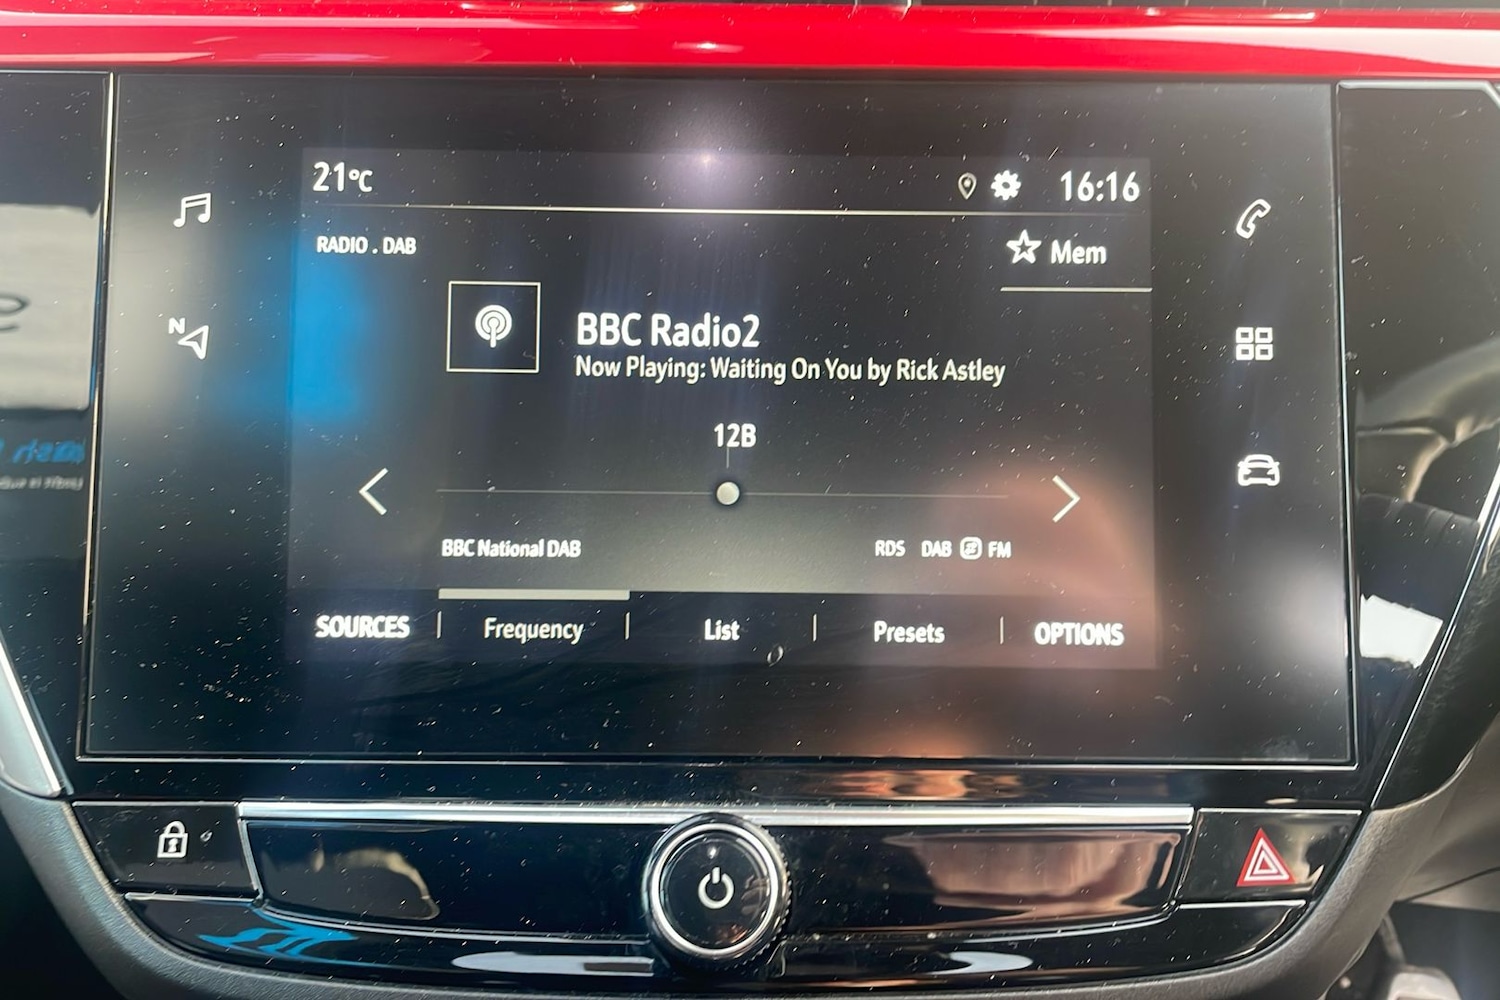 21°C
16:16
RADIO . DAB
Mem
BBC Radio2
Now Playing: Waiting On You by Rick Astley
12B
BBC National DAB
RDS DAB FM
SOURCES
Frequency
List
Presets
OPTIONS
N